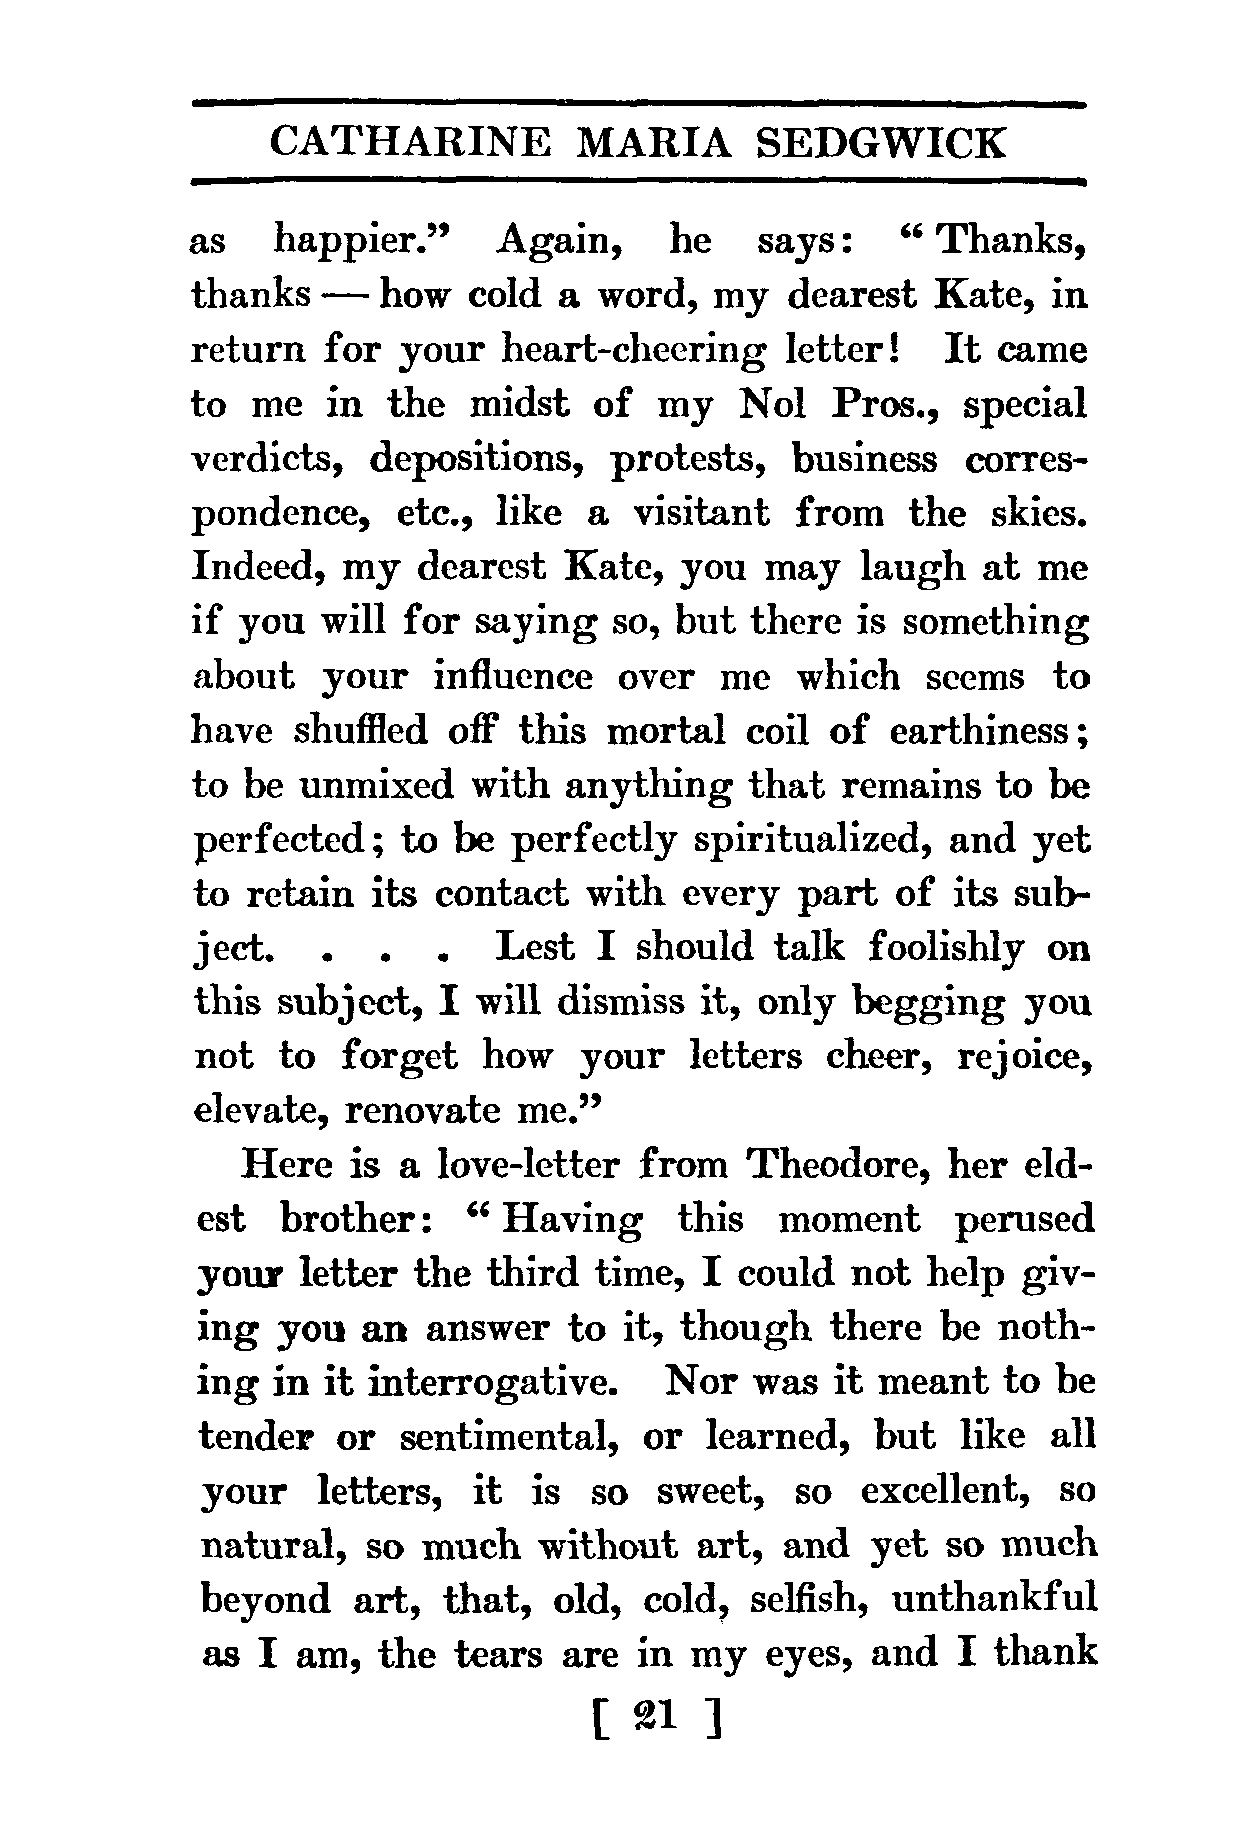 CATHARINE MARIA SEDGWICK
as happier.” Again, he says: “ Thanks,
thanks — how cold a word, my dearest Kate, in
return for your heart-cheering letter! It came
to me in the midst of my Nol Pros., special
verdicts, depositions, protests, business corres-
pondence, etc., like a visitant from the skies.
Indeed, my dearest Kate, you may laugh at me
if you will for saying so, but there is something
about your influence over me which seems to
have shuffled off this mortal coil of earthiness;
to be unmixed with anything that remains to be
perfected; to be perfectly spiritualized, and yet
to retain its contact with every part of its sub-
ject. . . . Lest I should talk foolishly on
this subject, I will dismiss it, only begging you
not to forget how your letters cheer, rejoice,
elevate, renovate me.”
Here is a love-letter from Theodore, her eld-
est brother: “ Having this moment perused
your letter the third time, I could not help giv-
ing you an answer to it, though there be noth-
ing in it interrogative. Nor was it meant to be
tender or sentimental, or learned, but like all
your letters, it is so sweet, so excellent, so
natural, so much without art, and yet so much
beyond art, that, old, cold, selfish, unthankful
as I am, the tears are in my eyes, and I thank
[ 21 ]